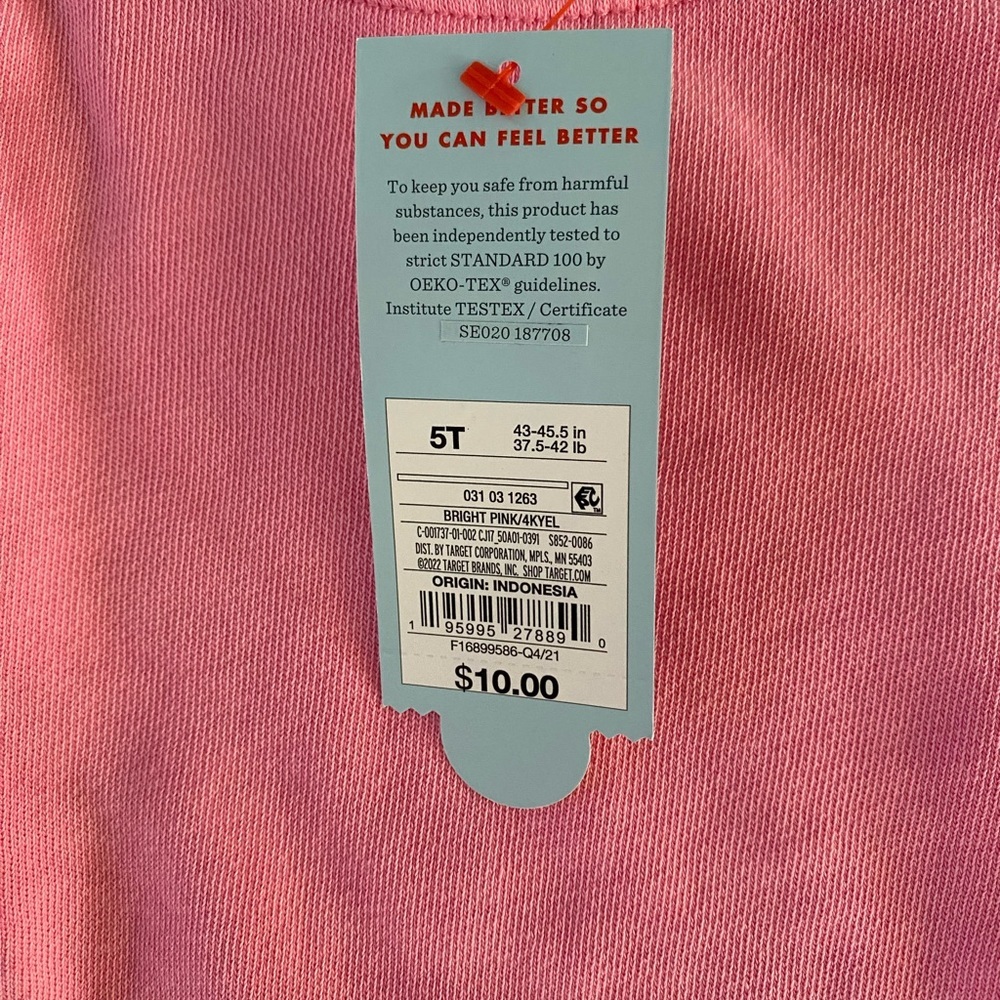 MADE BETTER SO
YOU CAN FEEL BETTER
To keep you safe from harmful
substances, this product has
been independently tested to
strict STANDARD 100 by
OEKO-TEX® guidelines.
Institute TESTEX / Certificate
SE020 187708
5T
43-45.5 in
37.5-42 lb
031 03 1263
BRIGHT PINK/4KYEL
C-001737-01-002 CJ17_50A01-0391 S852-0086
DIST. BY TARGET CORPORATION, MPLS., MN 55403
©2022 TARGET BRANDS, INC. SHOP TARGET.COM
ORIGIN: INDONESIA
1 95995 27889 0
F16899586-Q4/21
$10.00